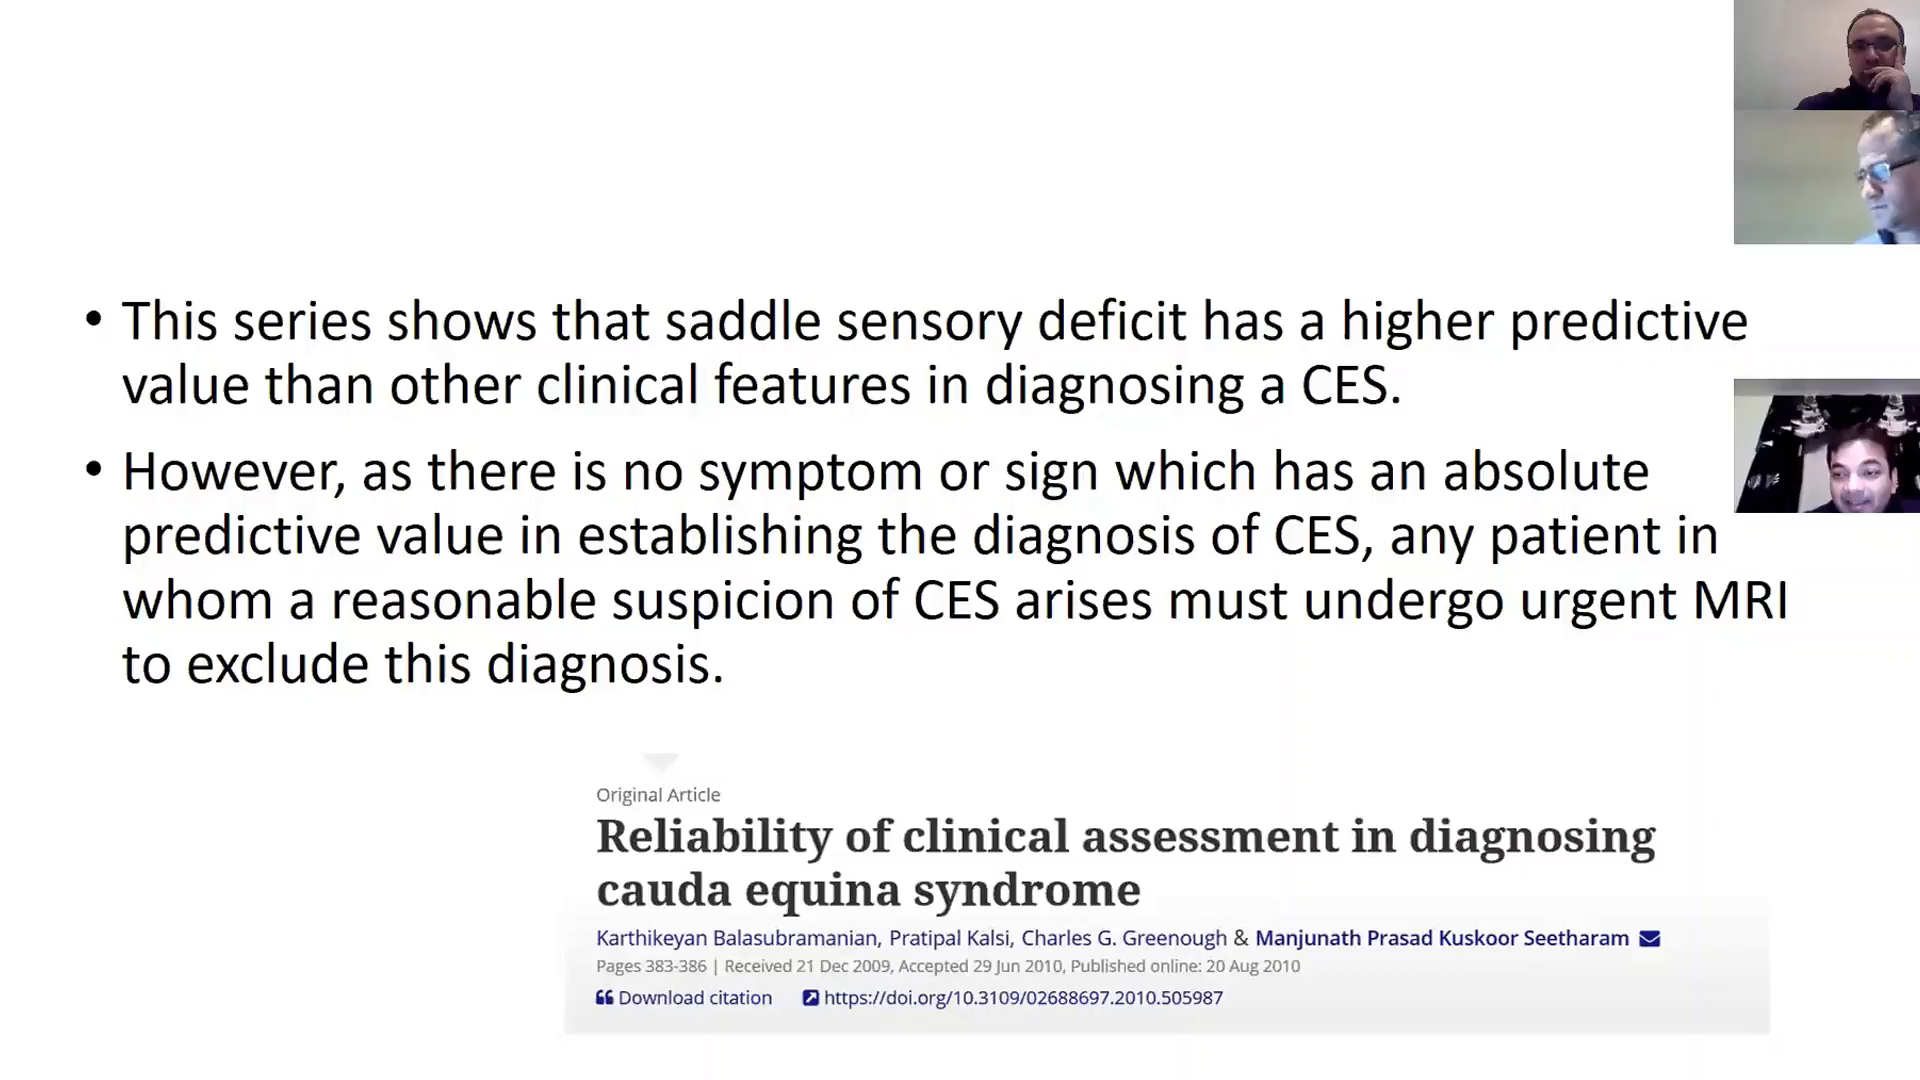 • This series shows that saddle sensory deficit has a higher predictive
value than other clinical features in diagnosing a CES.
• However, as there is no symptom or sign which has an absolute
predictive value in establishing the diagnosis of CES, any patient in
whom a reasonable suspicion of CES arises must undergo urgent MRI
to exclude this diagnosis.
Original Article
Reliability of clinical assessment in diagnosing
cauda equina syndrome
Karthikeyan Balasubramanian, Pratipal Kalsi, Charles G. Greenough & Manjunath Prasad Kuskoor Seetharam
Pages 383-386 | Received 21 Dec 2009, Accepted 29 Jun 2010, Published online: 20 Aug 2010
Download citation https://doi.org/10.3109/02688697.2010.505987